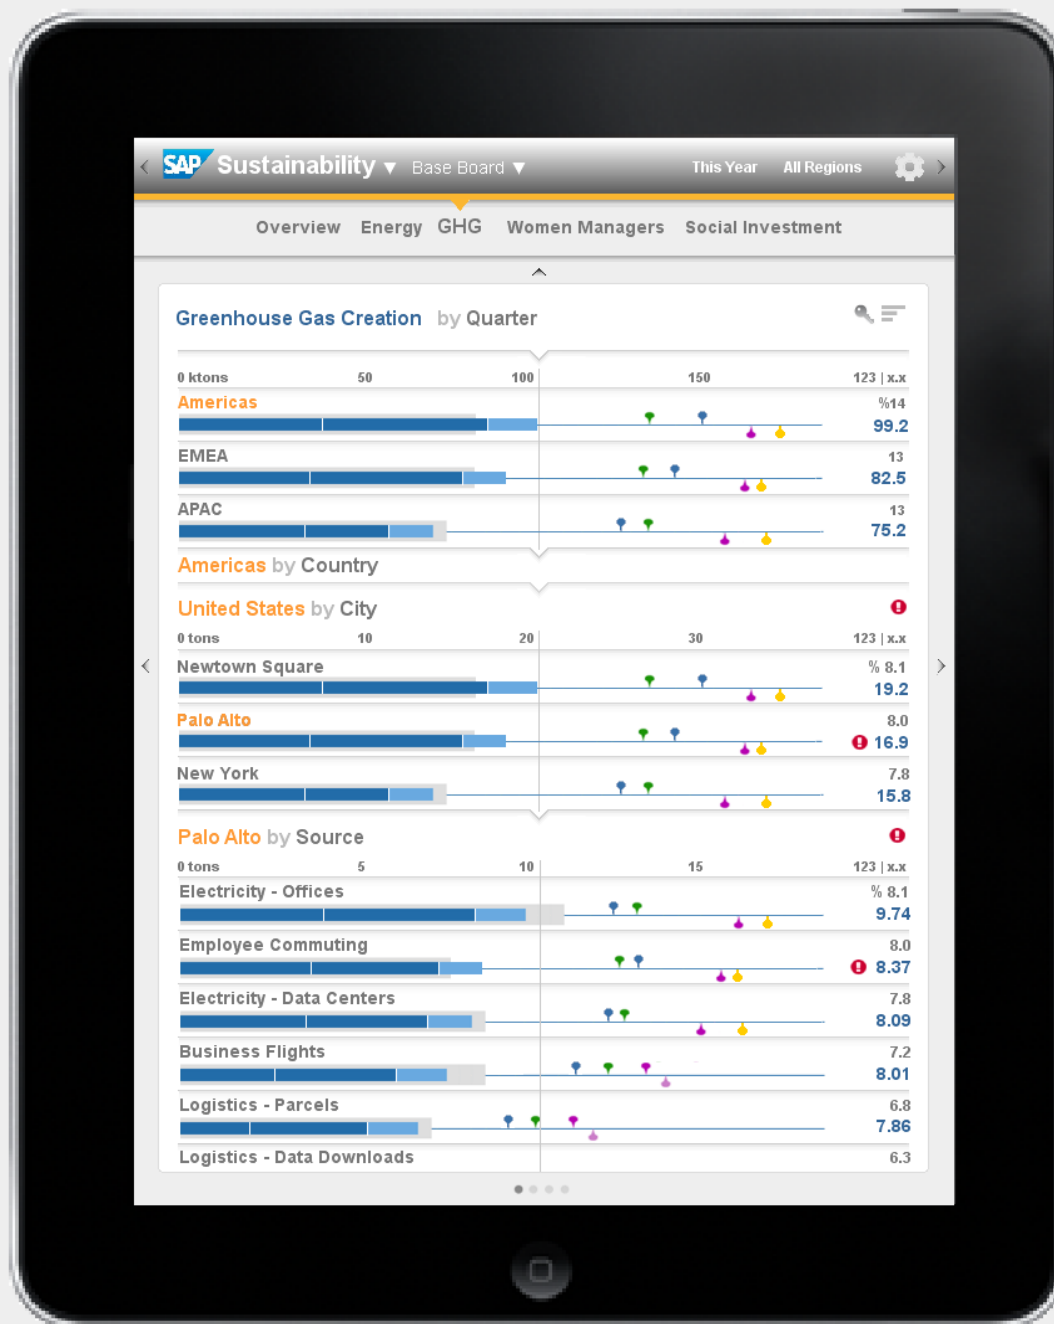 SAP Sustainability ▼ Base Board ▼ This Year All Regions
Overview Energy GHG Women Managers Social Investment
Greenhouse Gas Creation by Quarter
0 ktons 50 100 150 123 | x.x
Americas %14
99.2
EMEA 13
82.5
APAC 13
75.2
Americas by Country
United States by City
0 tons 10 20 30 123 | x.x
Newtown Square % 8.1
19.2
Palo Alto 8.0
16.9
New York 7.8
15.8
Palo Alto by Source
0 tons 5 10 15 123 | x.x
Electricity - Offices % 8.1
9.74
Employee Commuting 8.0
8.37
Electricity - Data Centers 7.8
8.09
Business Flights 7.2
8.01
Logistics - Parcels 6.8
7.86
Logistics - Data Downloads 6.3